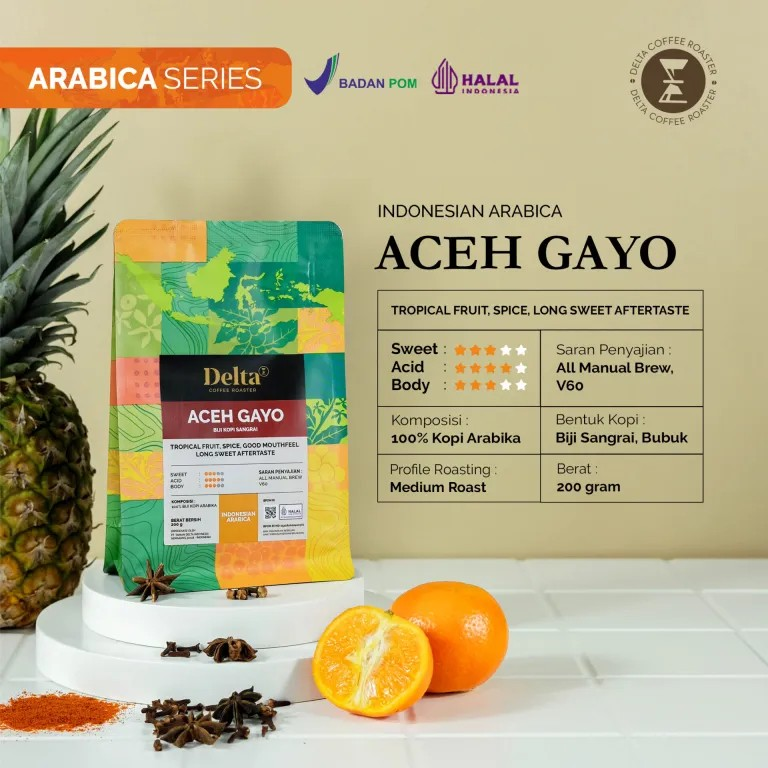 ARABICA SERIES
BADAN POM
HALAL
INDONESIA
DELTA COFFEE ROASTER
DELTA COFFEE ROASTER
INDONESIAN ARABICA
ACEH GAYO
TROPICAL FRUIT, SPICE, LONG SWEET AFTERTASTE
Sweet :
Acid :
Body :
Saran Penyajian :
All Manual Brew,
V60
Komposisi :
100% Kopi Arabika
Bentuk Kopi :
Biji Sangrai, Bubuk
Profile Roasting :
Medium Roast
Berat :
200 gram
Delta
COFFEE ROASTER
ACEH GAYO
BIJI KOPI SANGRAI
TROPICAL FRUIT, SPICE, GOOD MOUTHFEEL
LONG SWEET AFTERTASTE
SWEET :
ACID :
BODY :
SARAN PENYAJIAN :
ALL MANUAL BREW
V60
KOMPOSISI :
100% BIJI KOPI ARABIKA
BERAT BERSIH
200 g
INDONESIAN
ARABICA
HALAL